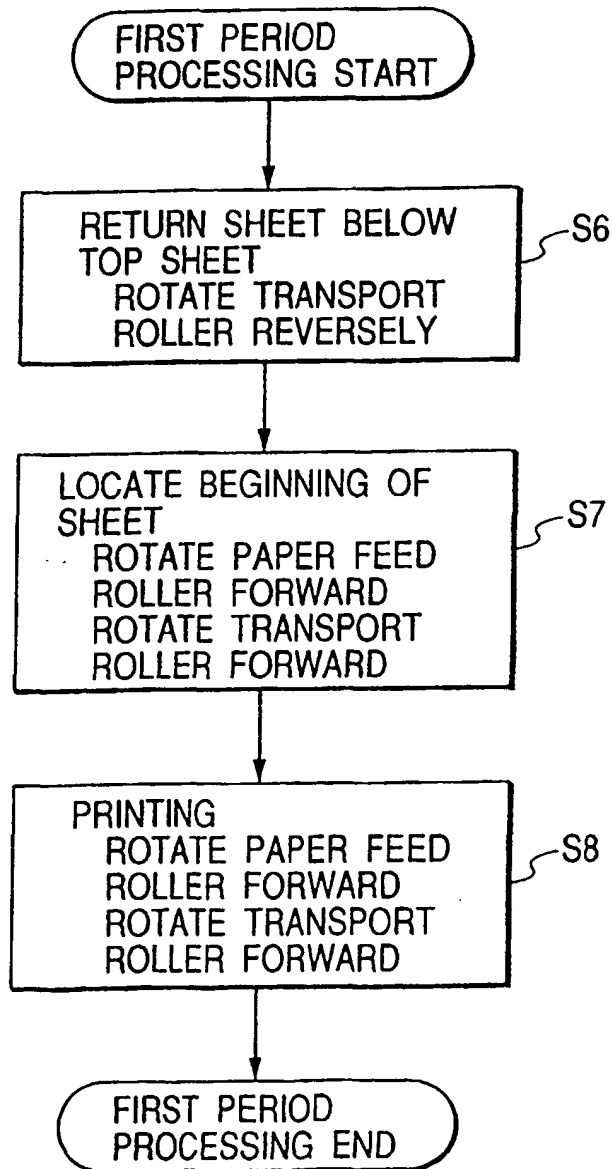 FIRST PERIOD
PROCESSING START
RETURN SHEET BELOW
TOP SHEET
ROTATE TRANSPORT
ROLLER REVERSELY
S6
LOCATE BEGINNING OF
SHEET
ROTATE PAPER FEED
ROLLER FORWARD
ROTATE TRANSPORT
ROLLER FORWARD
S7
PRINTING
ROTATE PAPER FEED
ROLLER FORWARD
ROTATE TRANSPORT
ROLLER FORWARD
S8
FIRST PERIOD
PROCESSING END